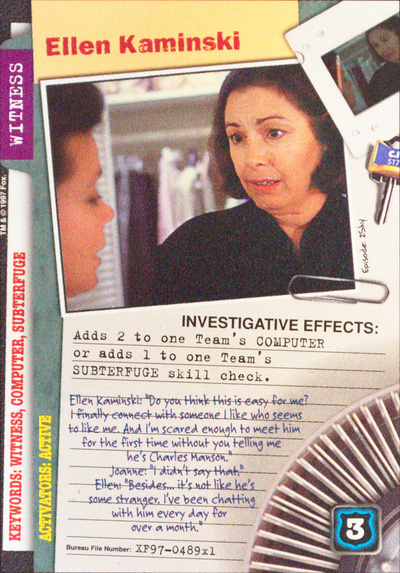 Ellen Kaminski
WITNESS
TM & © 1997 Fox.
KEYWORDS: WITNESS, COMPUTER, SUBTERFUGE
ACTIVATORS: ACTIVE
Episode: 2Shy
INVESTIGATIVE EFFECTS:
Adds 2 to one Team's COMPUTER
or adds 1 to one Team's
SUBTERFUGE skill check.
Ellen Kaminski: "Do you think this is easy for me?
I finally connect with someone I like who seems
to like me. And I'm scared enough to meet him
for the first time without you telling me
he's Charles Manson."
Joanne: "I didn't say that."
Ellen: "Besides... it's not like he's
some stranger. I've been chatting
with him every day for
over a month."
Bureau File Number: XF97-0489x1
3